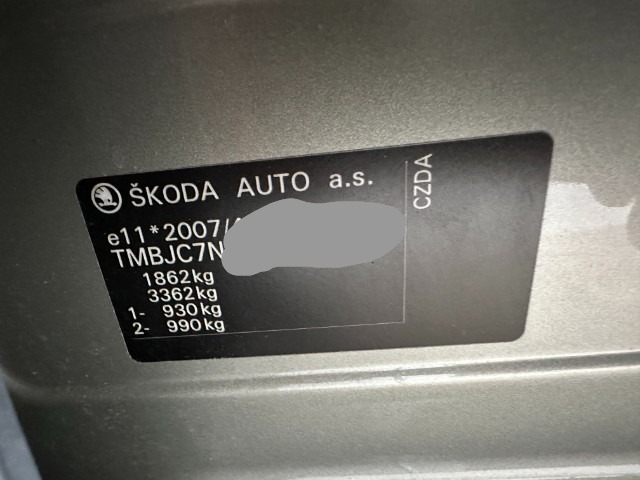 ŠKODA AUTO a.s.
e11*2007/
TMBJC7N
1862kg
3362kg
1- 930kg
2- 990kg
CZDA